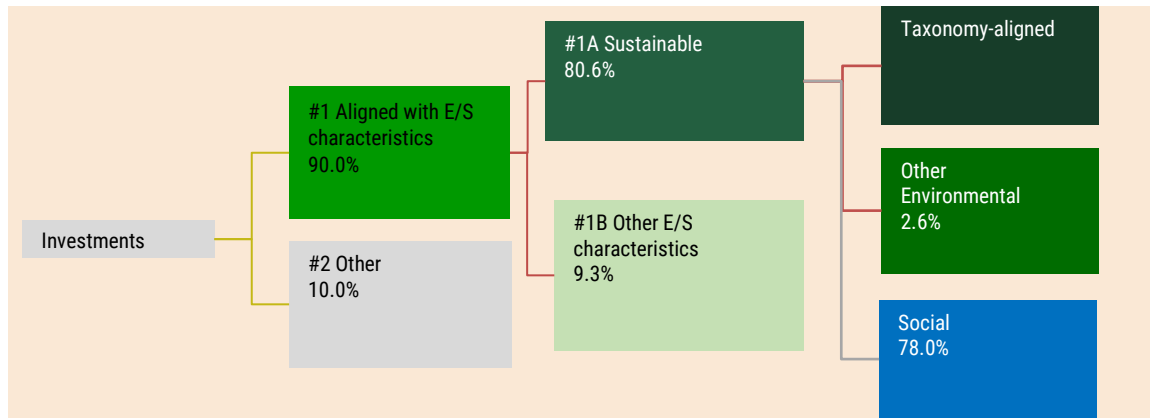 Investments
#1 Aligned with E/S
characteristics
90.0%
#2 Other
10.0%
#1A Sustainable
80.6%
#1B Other E/S
characteristics
9.3%
Taxonomy-aligned
Other
Environmental
2.6%
Social
78.0%